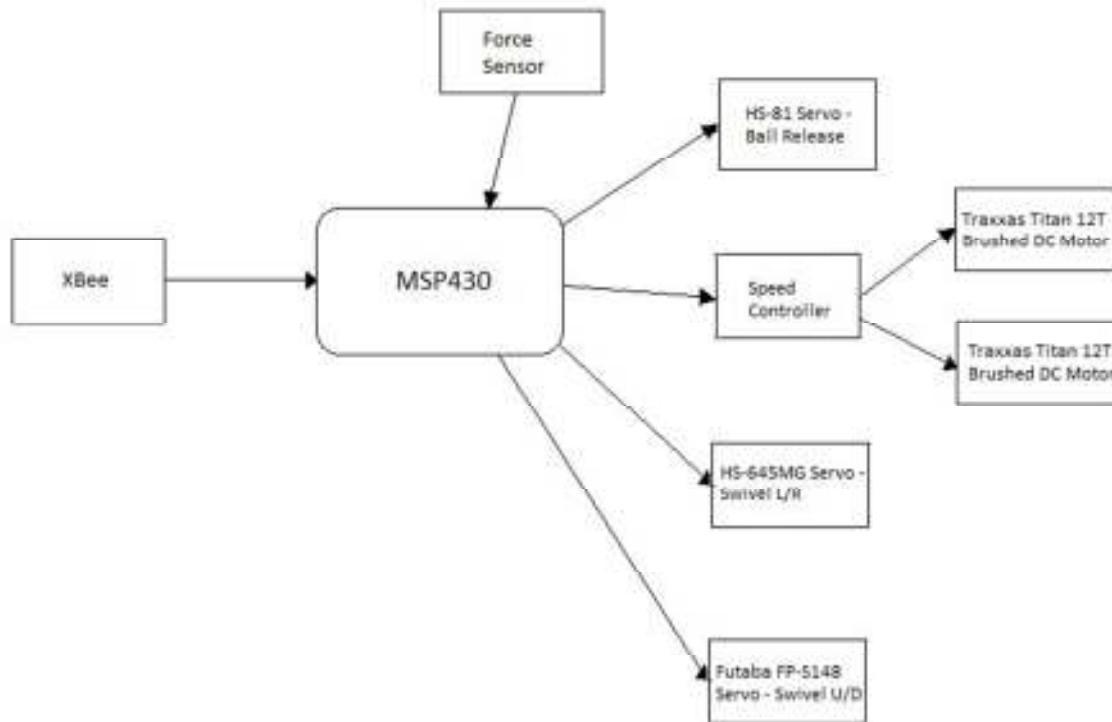 Force
Sensor
HS-81 Servo -
Ball Release
Traxxas Titan 12T
Brushed DC Motor
XBee
MSP430
Speed
Controller
Traxxas Titan 12T
Brushed DC Motor
HS-645MG Servo -
Swivel L/R
Futaba FP-S148
Servo - Swivel U/D